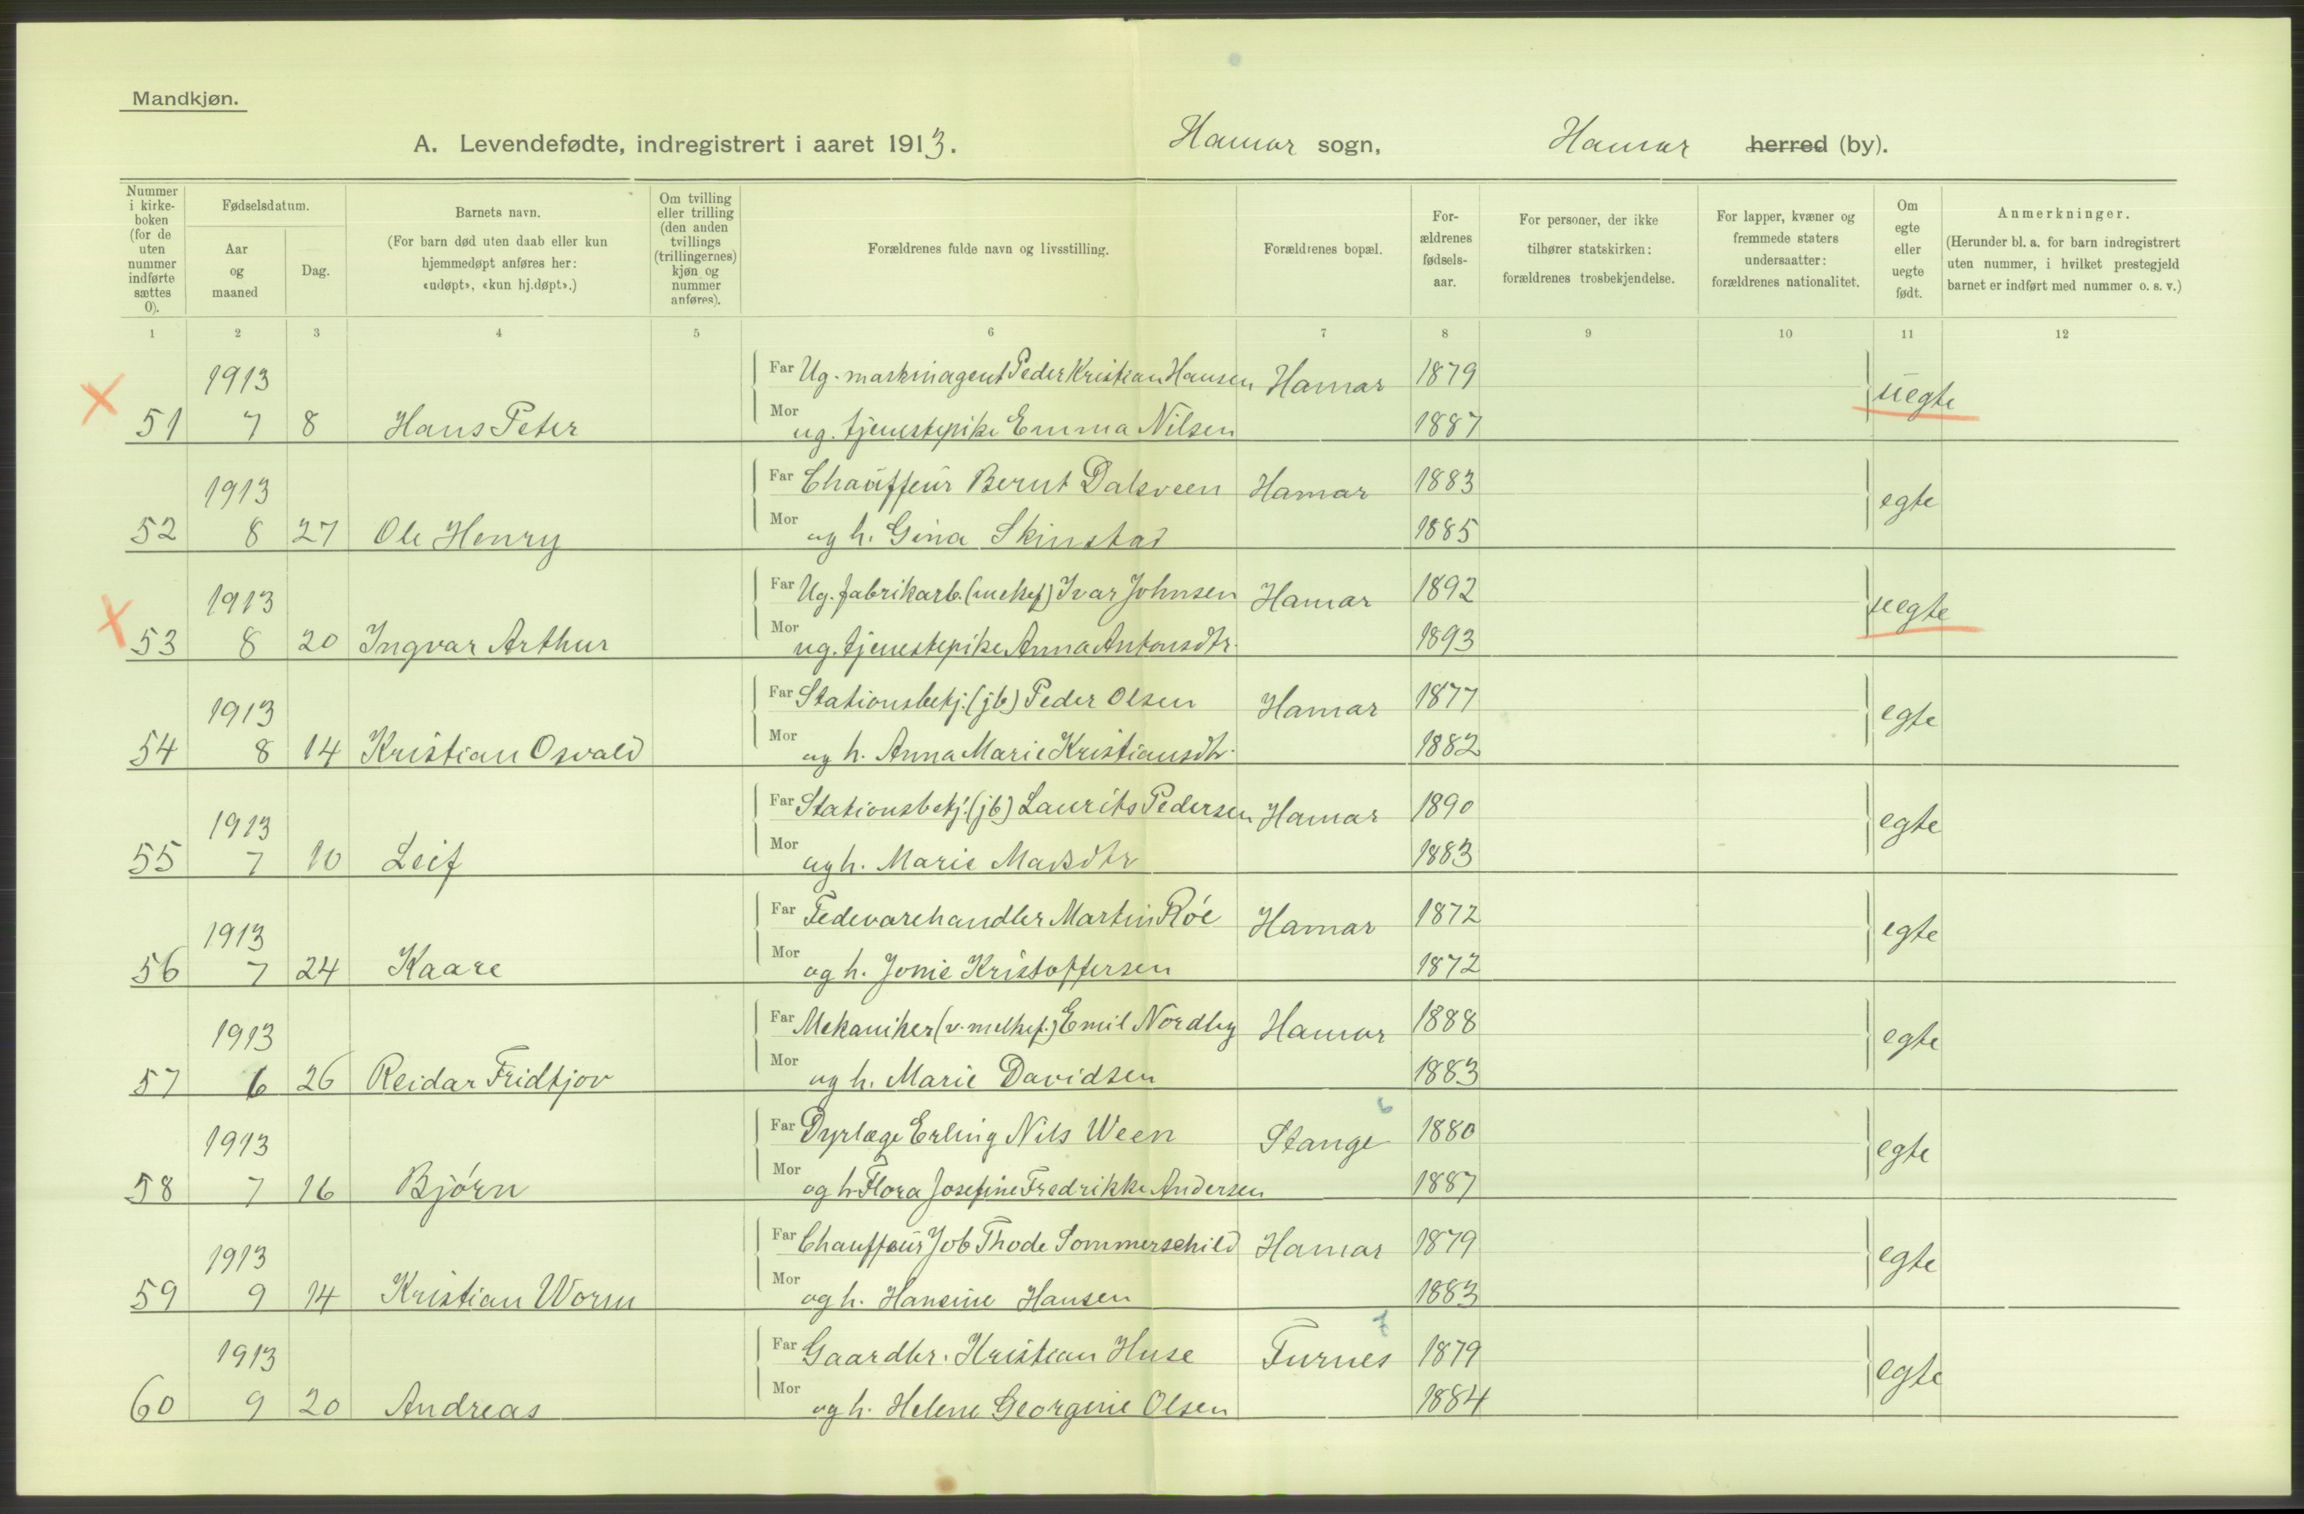 Mandkjøn.
A. Levendefødte, indregistrert i aaret 1913. Hamar sogn, Hamar herred (by).
Nummer i kirke-boken (for de uten nummer indførte sættes 0).
Fødselsdatum.
Aar og maaned
Dag.
Barnets navn.
(For barn død uten daab eller kun hjemmedøpt anføres her: «udøpt», «kun hj.døpt».)
Om tvilling eller trilling (den anden tvillings (trillingernes) kjøn og nummer anføres).
Forældrenes fulde navn og livsstilling.
Forældrenes bopæl.
For-ældrenes fødsels-aar.
For personer, der ikke tilhører statskirken: forældrenes trosbekjendelse.
For lapper, kvæner og fremmede staters undersaatter: forældrenes nationalitet.
Om egte eller uegte født.
Anmerkninger.
(Herunder bl. a. for barn indregistrert uten nummer, i hvilket prestegjeld barnet er indført med nummer o. s. v.)
1 2 3 4 5 6 7 8 9 10 11 12
1913 Far Ug. maskinagent Peder Kristian Hansen Hamar 1879 uegte
51 7 8 Hans Peter Mor ug. tjenestepike Emma Nilsen 1887
1913 Far Chauffeur Bernt Dalsveen Hamar 1883 egte
52 8 27 Ole Henry Mor og h. Gina Skinstad 1885
1913 Far Ug. fabrikarb. Ivar Johnsen Hamar 1892 uegte
53 8 20 Ingvar Arthur Mor ug. tjenestepike Anna Antonsdtr. 1893
1913 Far Stationsbetj. (jb) Peder Olsen Hamar 1877 egte
54 8 14 Kristian Osvald Mor og h. Anna Marie Kristiansdtr. 1882
1913 Far Stationsbetj. (jb) Laurits Pedersen Hamar 1890 egte
55 7 10 Leif Mor og h. Marie Madsdtr 1883
1913 Far Fedevarehandler Martin Røe Hamar 1872 egte
56 7 24 Kaare Mor og h. Jonie Kristoffersen 1872
1913 Far Mekaniker (v. melkef.) Emil Nordby Hamar 1888 egte
57 6 26 Reidar Fridtjov Mor og h. Marie Davidsen 1883
6
1913 Far Dyrlæge Erling Nils Ween Stange 1880 egte
58 7 16 Bjørn Mor og h. Flora Josefine Fredrikke Andersen 1887
1913 Far Chauffeur Job Thode Sommerschild Hamar 1879 egte
59 9 14 Kristian Worm Mor og h. Hansine Hansen 1883
7
1913 Far Gaardbr. Kristian Huse Furnes 1879 egte
60 9 20 Andreas Mor og h. Helene Georgine Olsen 1884